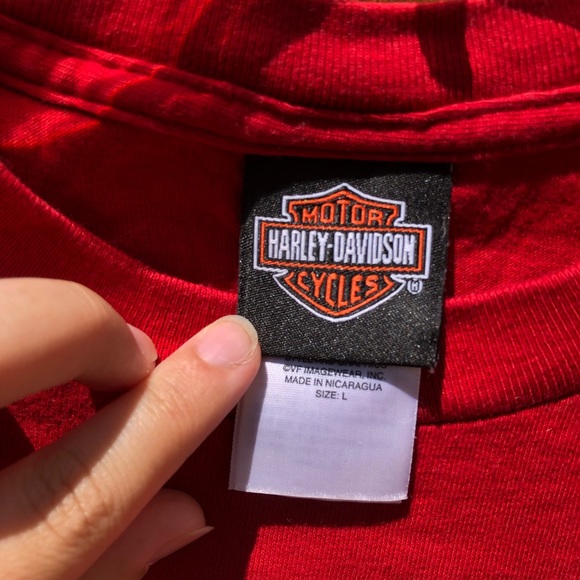 MOTOR
HARLEY-DAVIDSON
CYCLES ®
©VF IMAGEWEAR, INC
MADE IN NICARAGUA
SIZE: L